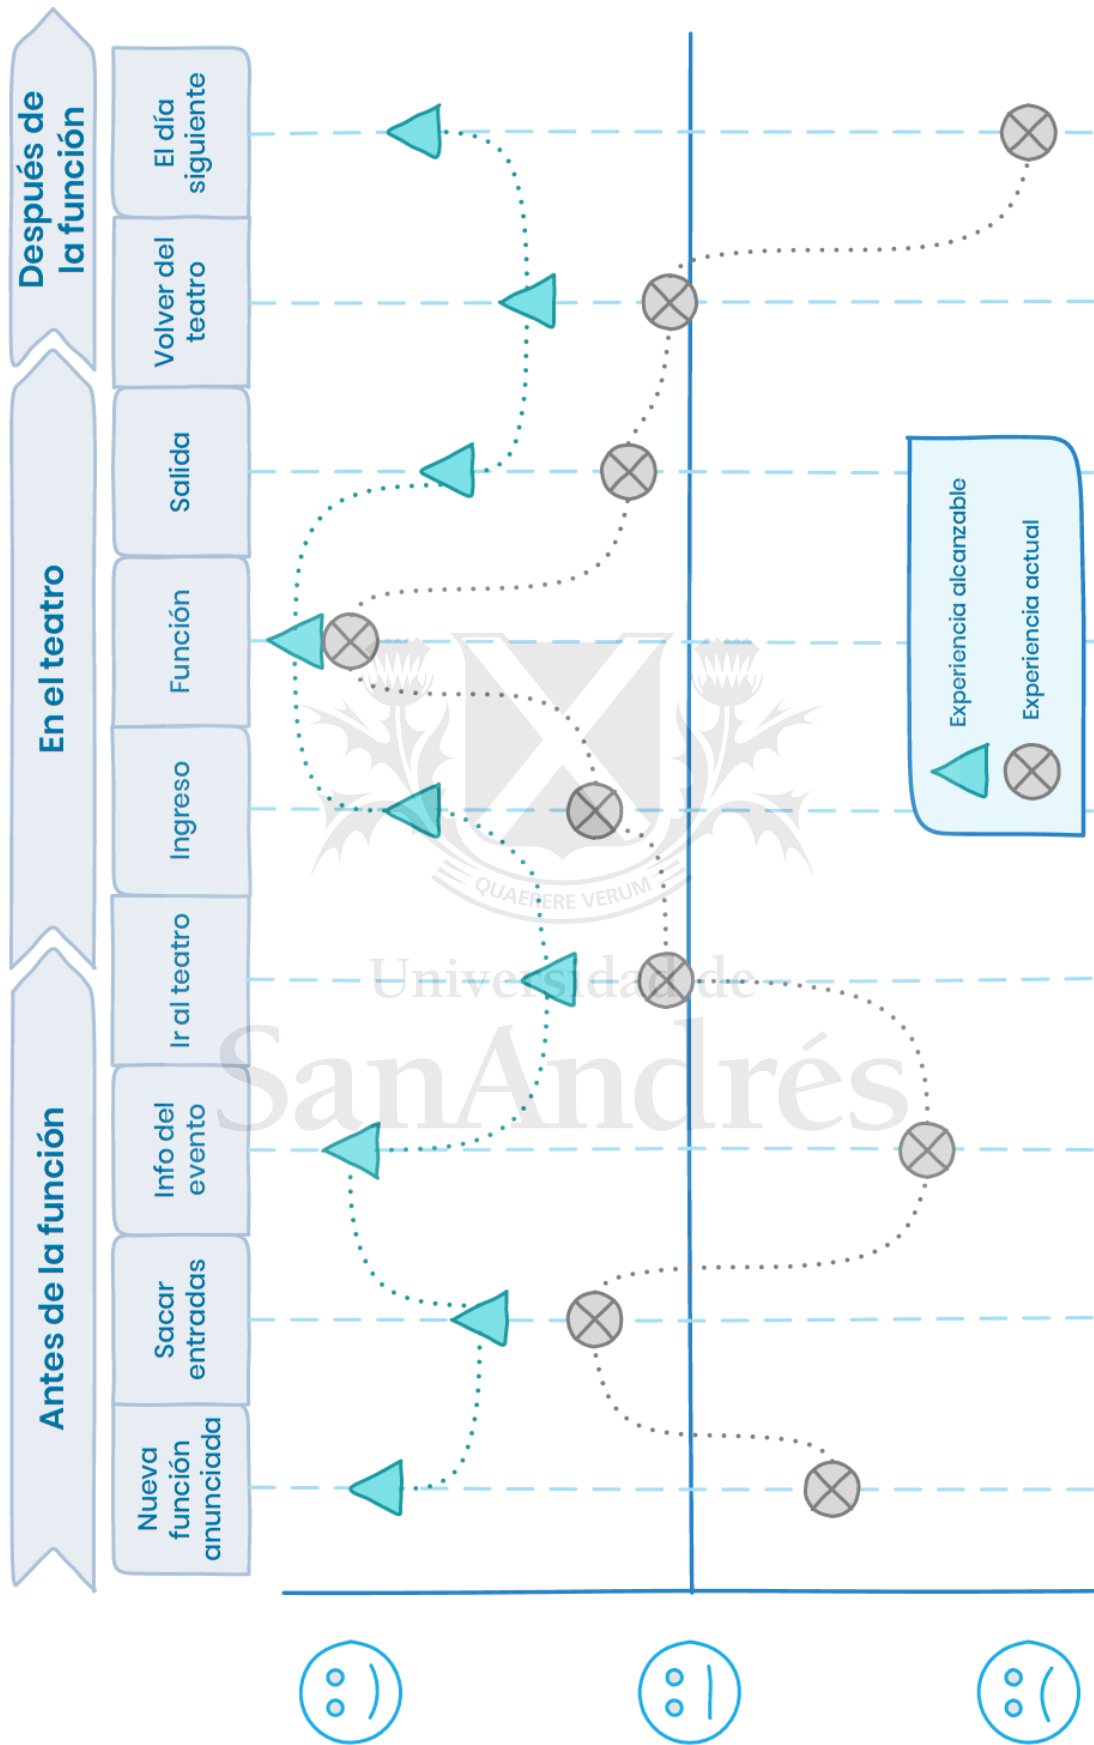 Antes de la función
En el teatro
Después de
la función
Nueva
función
anunciada
Sacar
entradas
Info del
evento
Ir al teatro
Ingreso
Función
Salida
Volver del
teatro
El día
siguiente
Experiencia alcanzable
Experiencia actual
QUAERERE VERUM
Universidad de
SanAndrés